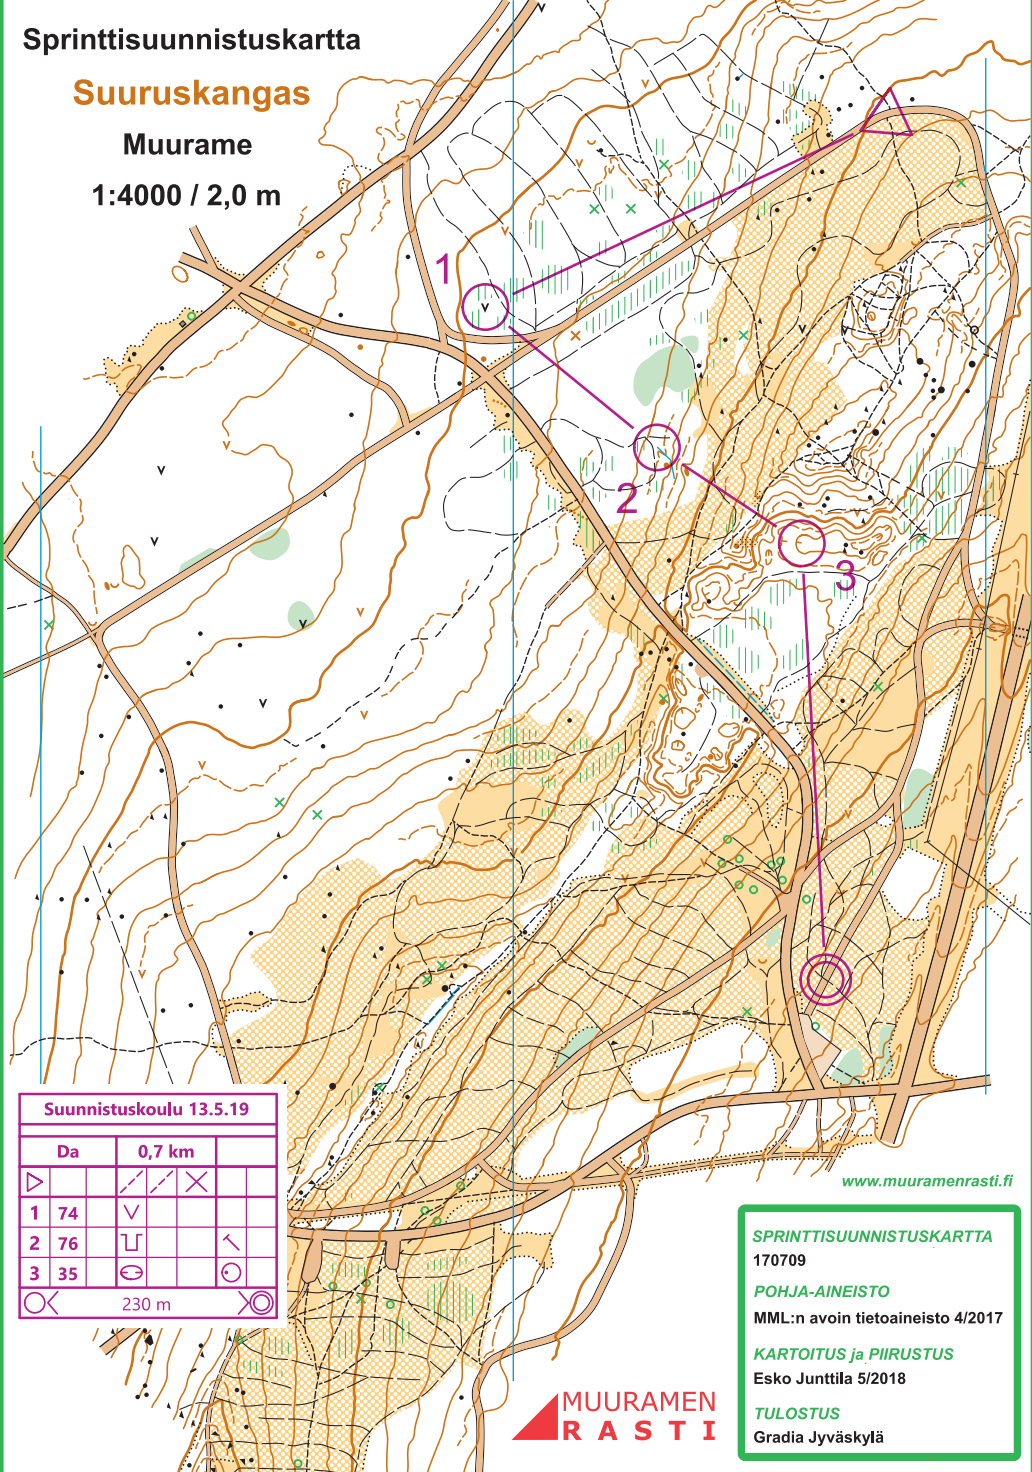 Sprinttisuunnistuskartta
Suuruskangas
Muurame
1:4000 / 2,0 m
1
2
3
Suunnistuskoulu 13.5.19
Da 0,7 km
1 74
2 76
3 35
230 m
www.muuramenrasti.fi
SPRINTTISUUNNISTUSKARTTA
170709
POHJA-AINEISTO
MML:n avoin tietoaineisto 4/2017
KARTOITUS ja PIIRUSTUS
Esko Junttila 5/2018
TULOSTUS
Gradia Jyväskylä
MUURAMEN
RASTI